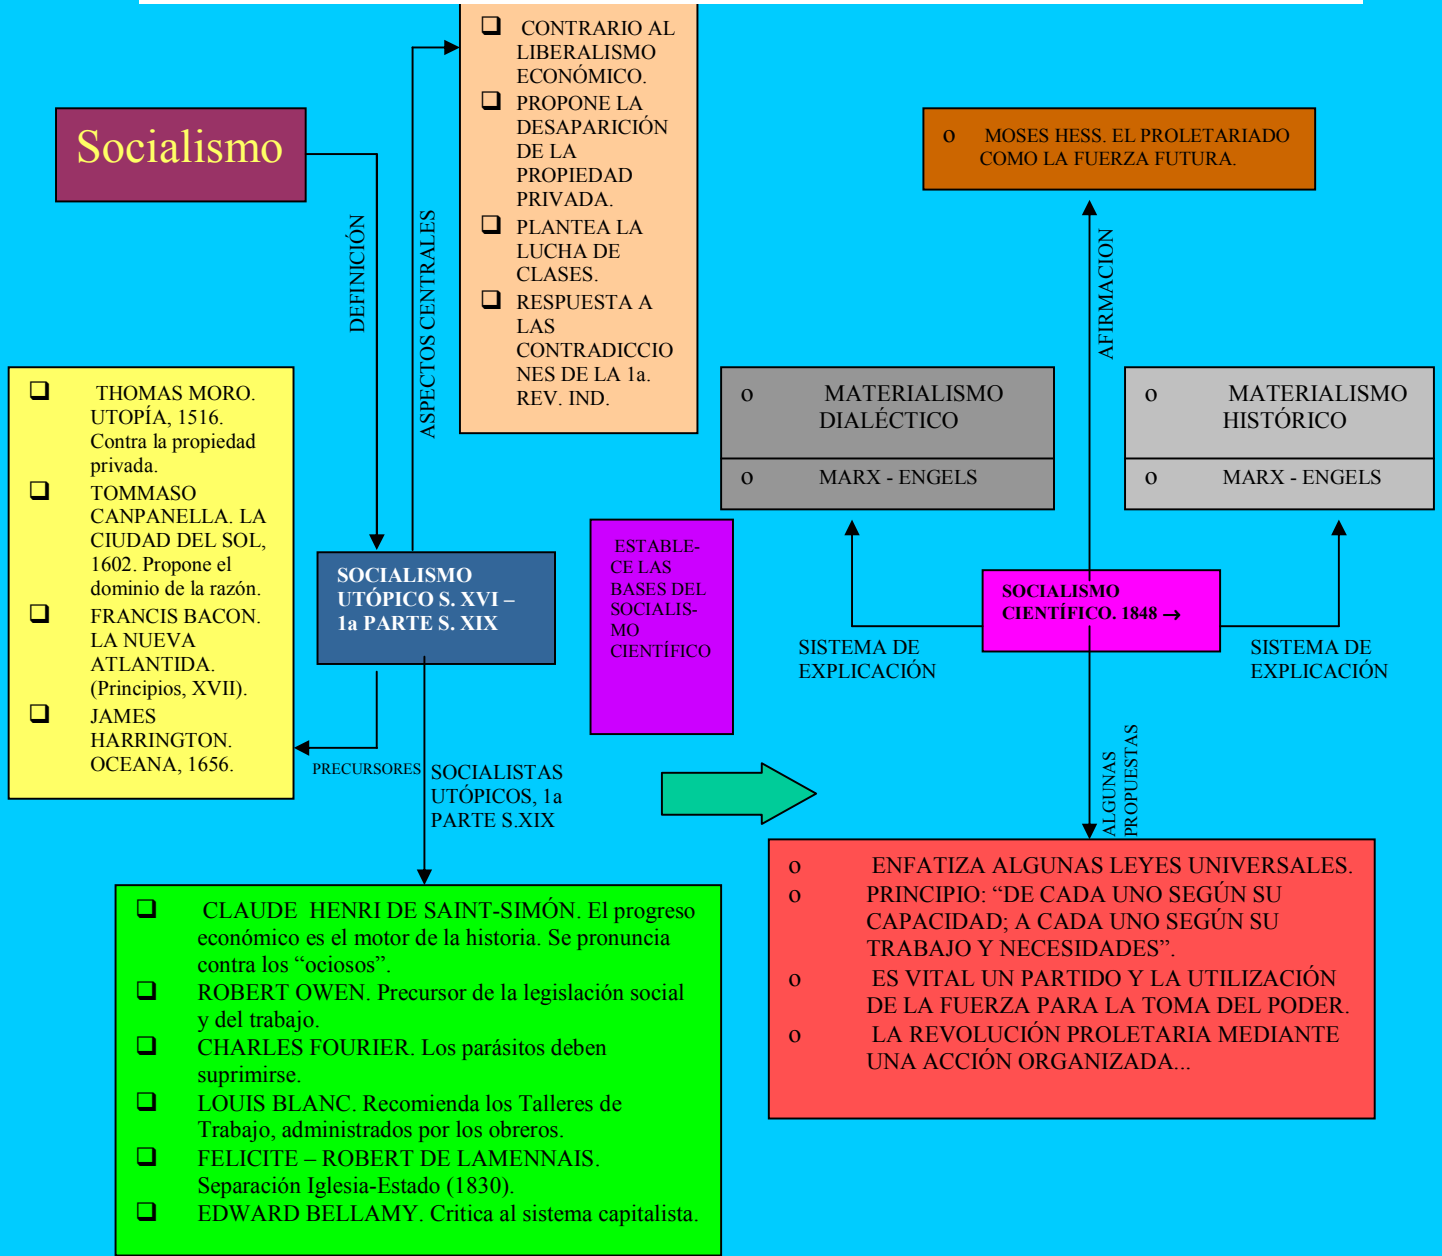 Socialismo
DEFINICIÓN
ASPECTOS CENTRALES
CONTRARIO AL
LIBERALISMO
ECONÓMICO.
PROPONE LA
DESAPARICIÓN
DE LA
PROPIEDAD
PRIVADA.
PLANTEA LA
LUCHA DE
CLASES.
RESPUESTA A
LAS
CONTRADICCIO
NES DE LA 1a.
REV. IND.
THOMAS MORO.
UTOPÍA, 1516.
Contra la propiedad
privada.
TOMMASO
CANPANELLA. LA
CIUDAD DEL SOL,
1602. Propone el
dominio de la razón.
FRANCIS BACON.
LA NUEVA
ATLANTIDA.
(Principios, XVII).
JAMES
HARRINGTON.
OCEANA, 1656.
SOCIALISMO
UTÓPICO S. XVI –
1a PARTE S. XIX
PRECURSORES
SOCIALISTAS
UTÓPICOS, 1a
PARTE S.XIX
CLAUDE HENRI DE SAINT-SIMÓN. El progreso
económico es el motor de la historia. Se pronuncia
contra los “ociosos”.
ROBERT OWEN. Precursor de la legislación social
y del trabajo.
CHARLES FOURIER. Los parásitos deben
suprimirse.
LOUIS BLANC. Recomienda los Talleres de
Trabajo, administrados por los obreros.
FELICITE – ROBERT DE LAMENNAIS.
Separación Iglesia-Estado (1830).
EDWARD BELLAMY. Critica al sistema capitalista.
ESTABLE-
CE LAS
BASES DEL
SOCIALIS-
MO
CIENTÍFICO
o MOSES HESS. EL PROLETARIADO
COMO LA FUERZA FUTURA.
AFIRMACION
o MATERIALISMO
DIALÉCTICO
o MARX - ENGELS
o MATERIALISMO
HISTÓRICO
o MARX - ENGELS
SOCIALISMO
CIENTÍFICO. 1848 →
SISTEMA DE
EXPLICACIÓN
SISTEMA DE
EXPLICACIÓN
ALGUNAS
PROPUESTAS
o ENFATIZA ALGUNAS LEYES UNIVERSALES.
o PRINCIPIO: “DE CADA UNO SEGÚN SU
CAPACIDAD; A CADA UNO SEGÚN SU
TRABAJO Y NECESIDADES”.
o ES VITAL UN PARTIDO Y LA UTILIZACIÓN
DE LA FUERZA PARA LA TOMA DEL PODER.
o LA REVOLUCIÓN PROLETARIA MEDIANTE
UNA ACCIÓN ORGANIZADA...